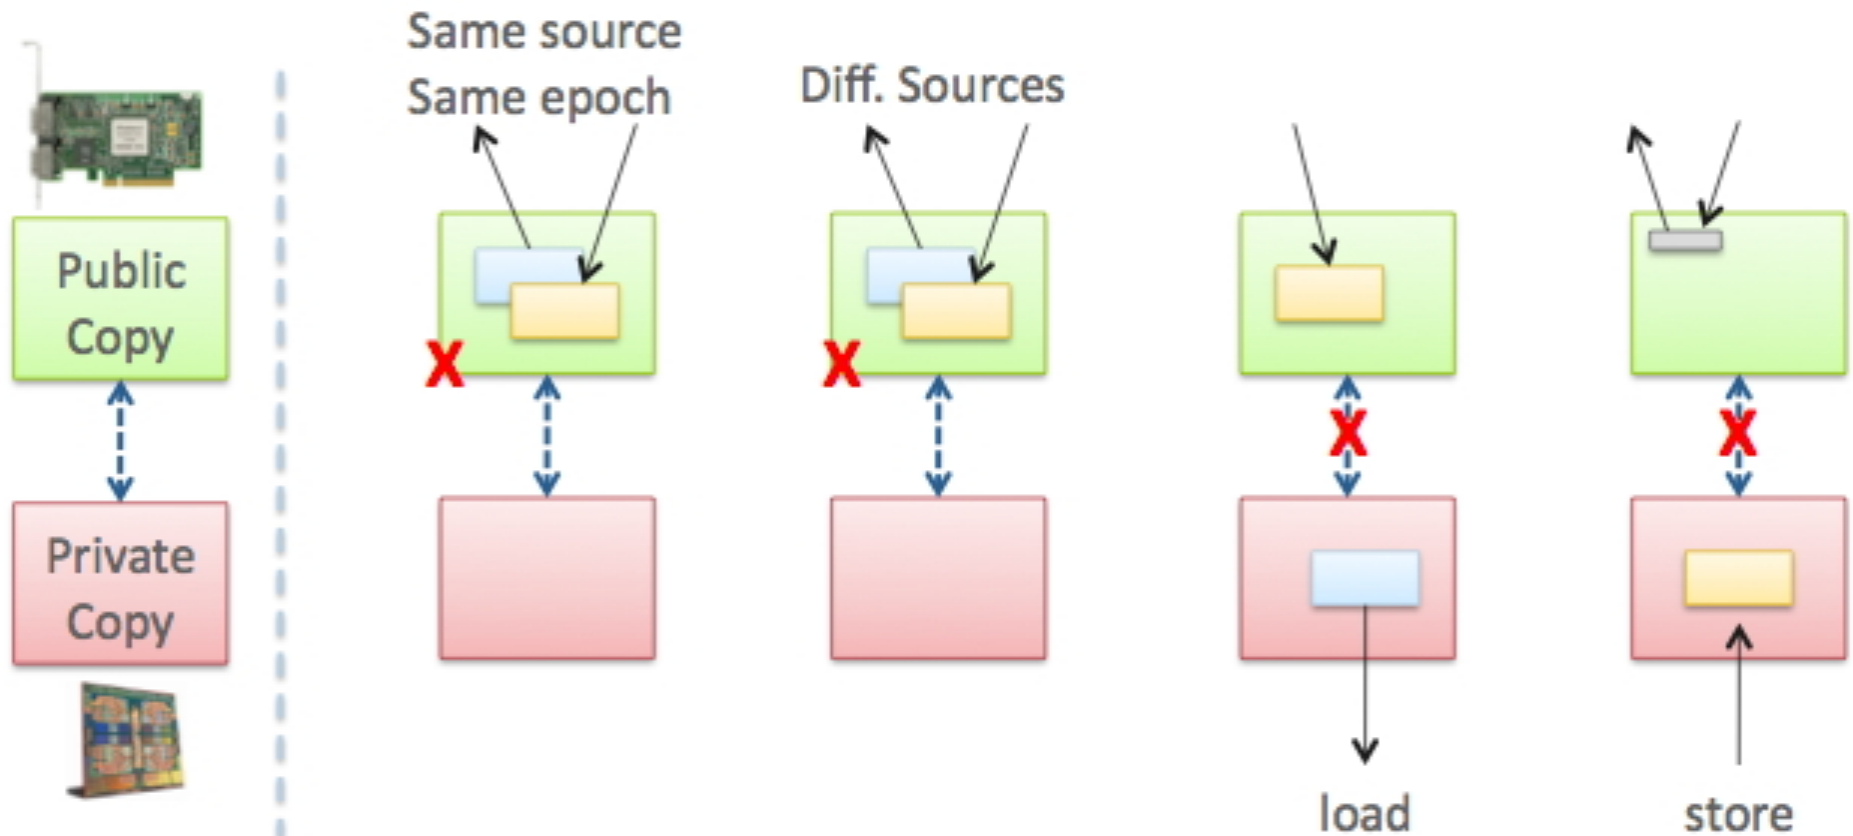 Same source
Same epoch
Diff. Sources
Public
Copy
X
X
X
X
Private
Copy
load
store